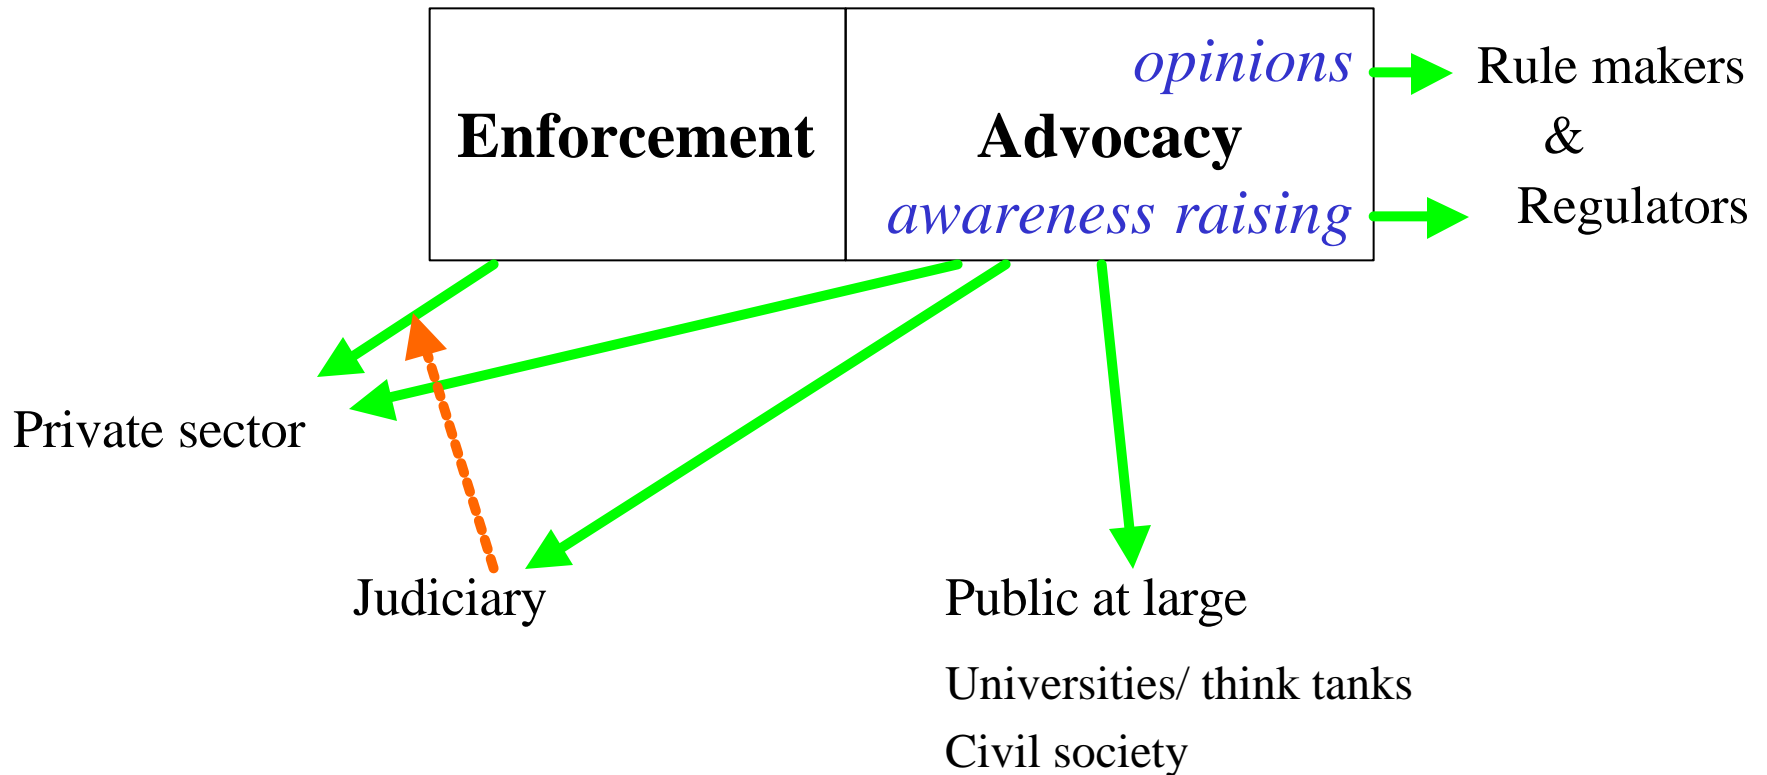 opinions
Rule makers
Enforcement
Advocacy
&
awareness raising
Regulators
Private sector
Judiciary
Public at large
Universities/ think tanks
Civil society